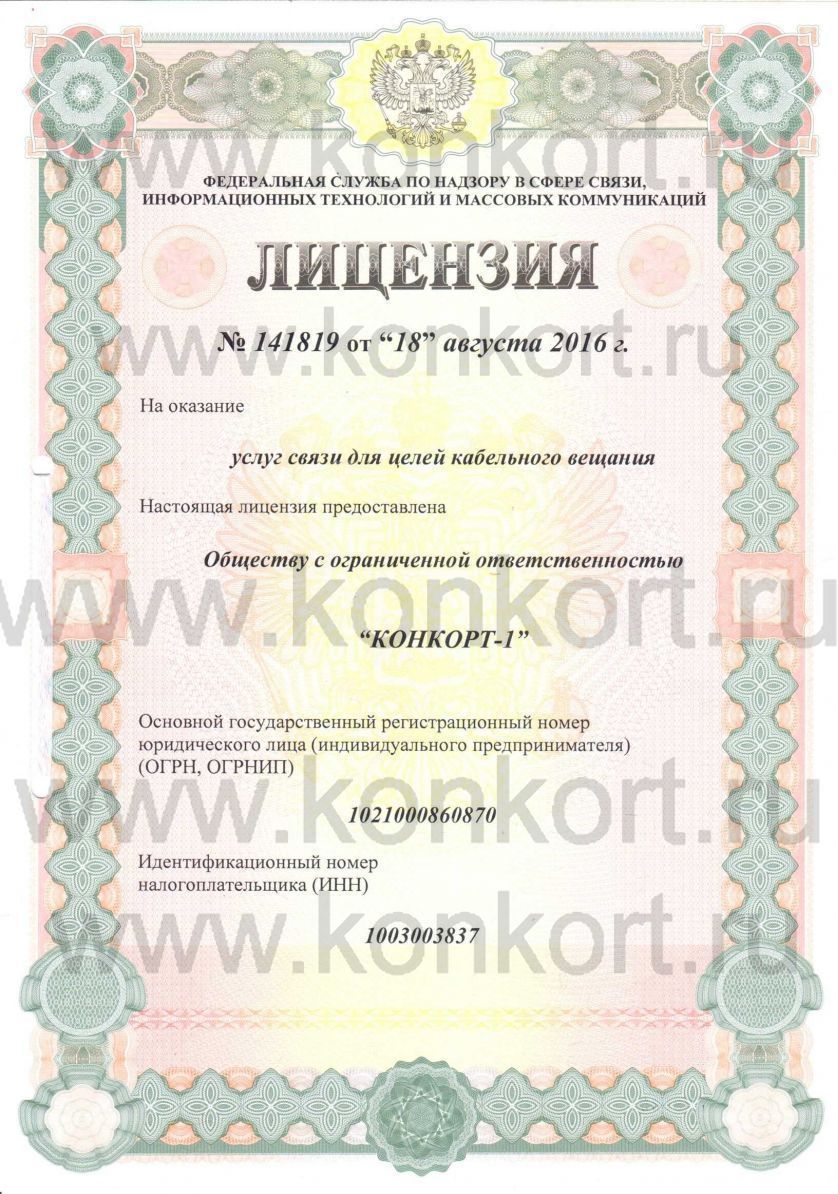 ФЕДЕРАЛЬНАЯ СЛУЖБА ПО НАДЗОРУ В СФЕРЕ СВЯЗИ,
ИНФОРМАЦИОННЫХ ТЕХНОЛОГИЙ И МАССОВЫХ КОММУНИКАЦИЙ
ЛИЦЕНЗИЯ
№ 141819 от “18” августа 2016 г.
На оказание
услуг связи для целей кабельного вещания
Настоящая лицензия предоставлена
Обществу с ограниченной ответственностью
“КОНКОРТ-1”
Основной государственный регистрационный номер
юридического лица (индивидуального предпринимателя)
(ОГРН, ОГРНИП)
1021000860870
Идентификационный номер
налогоплательщика (ИНН)
1003003837
www.konkort.ru
www.konkort.ru
www.konkort.ru
www.konkort.ru
www.konkort.ru